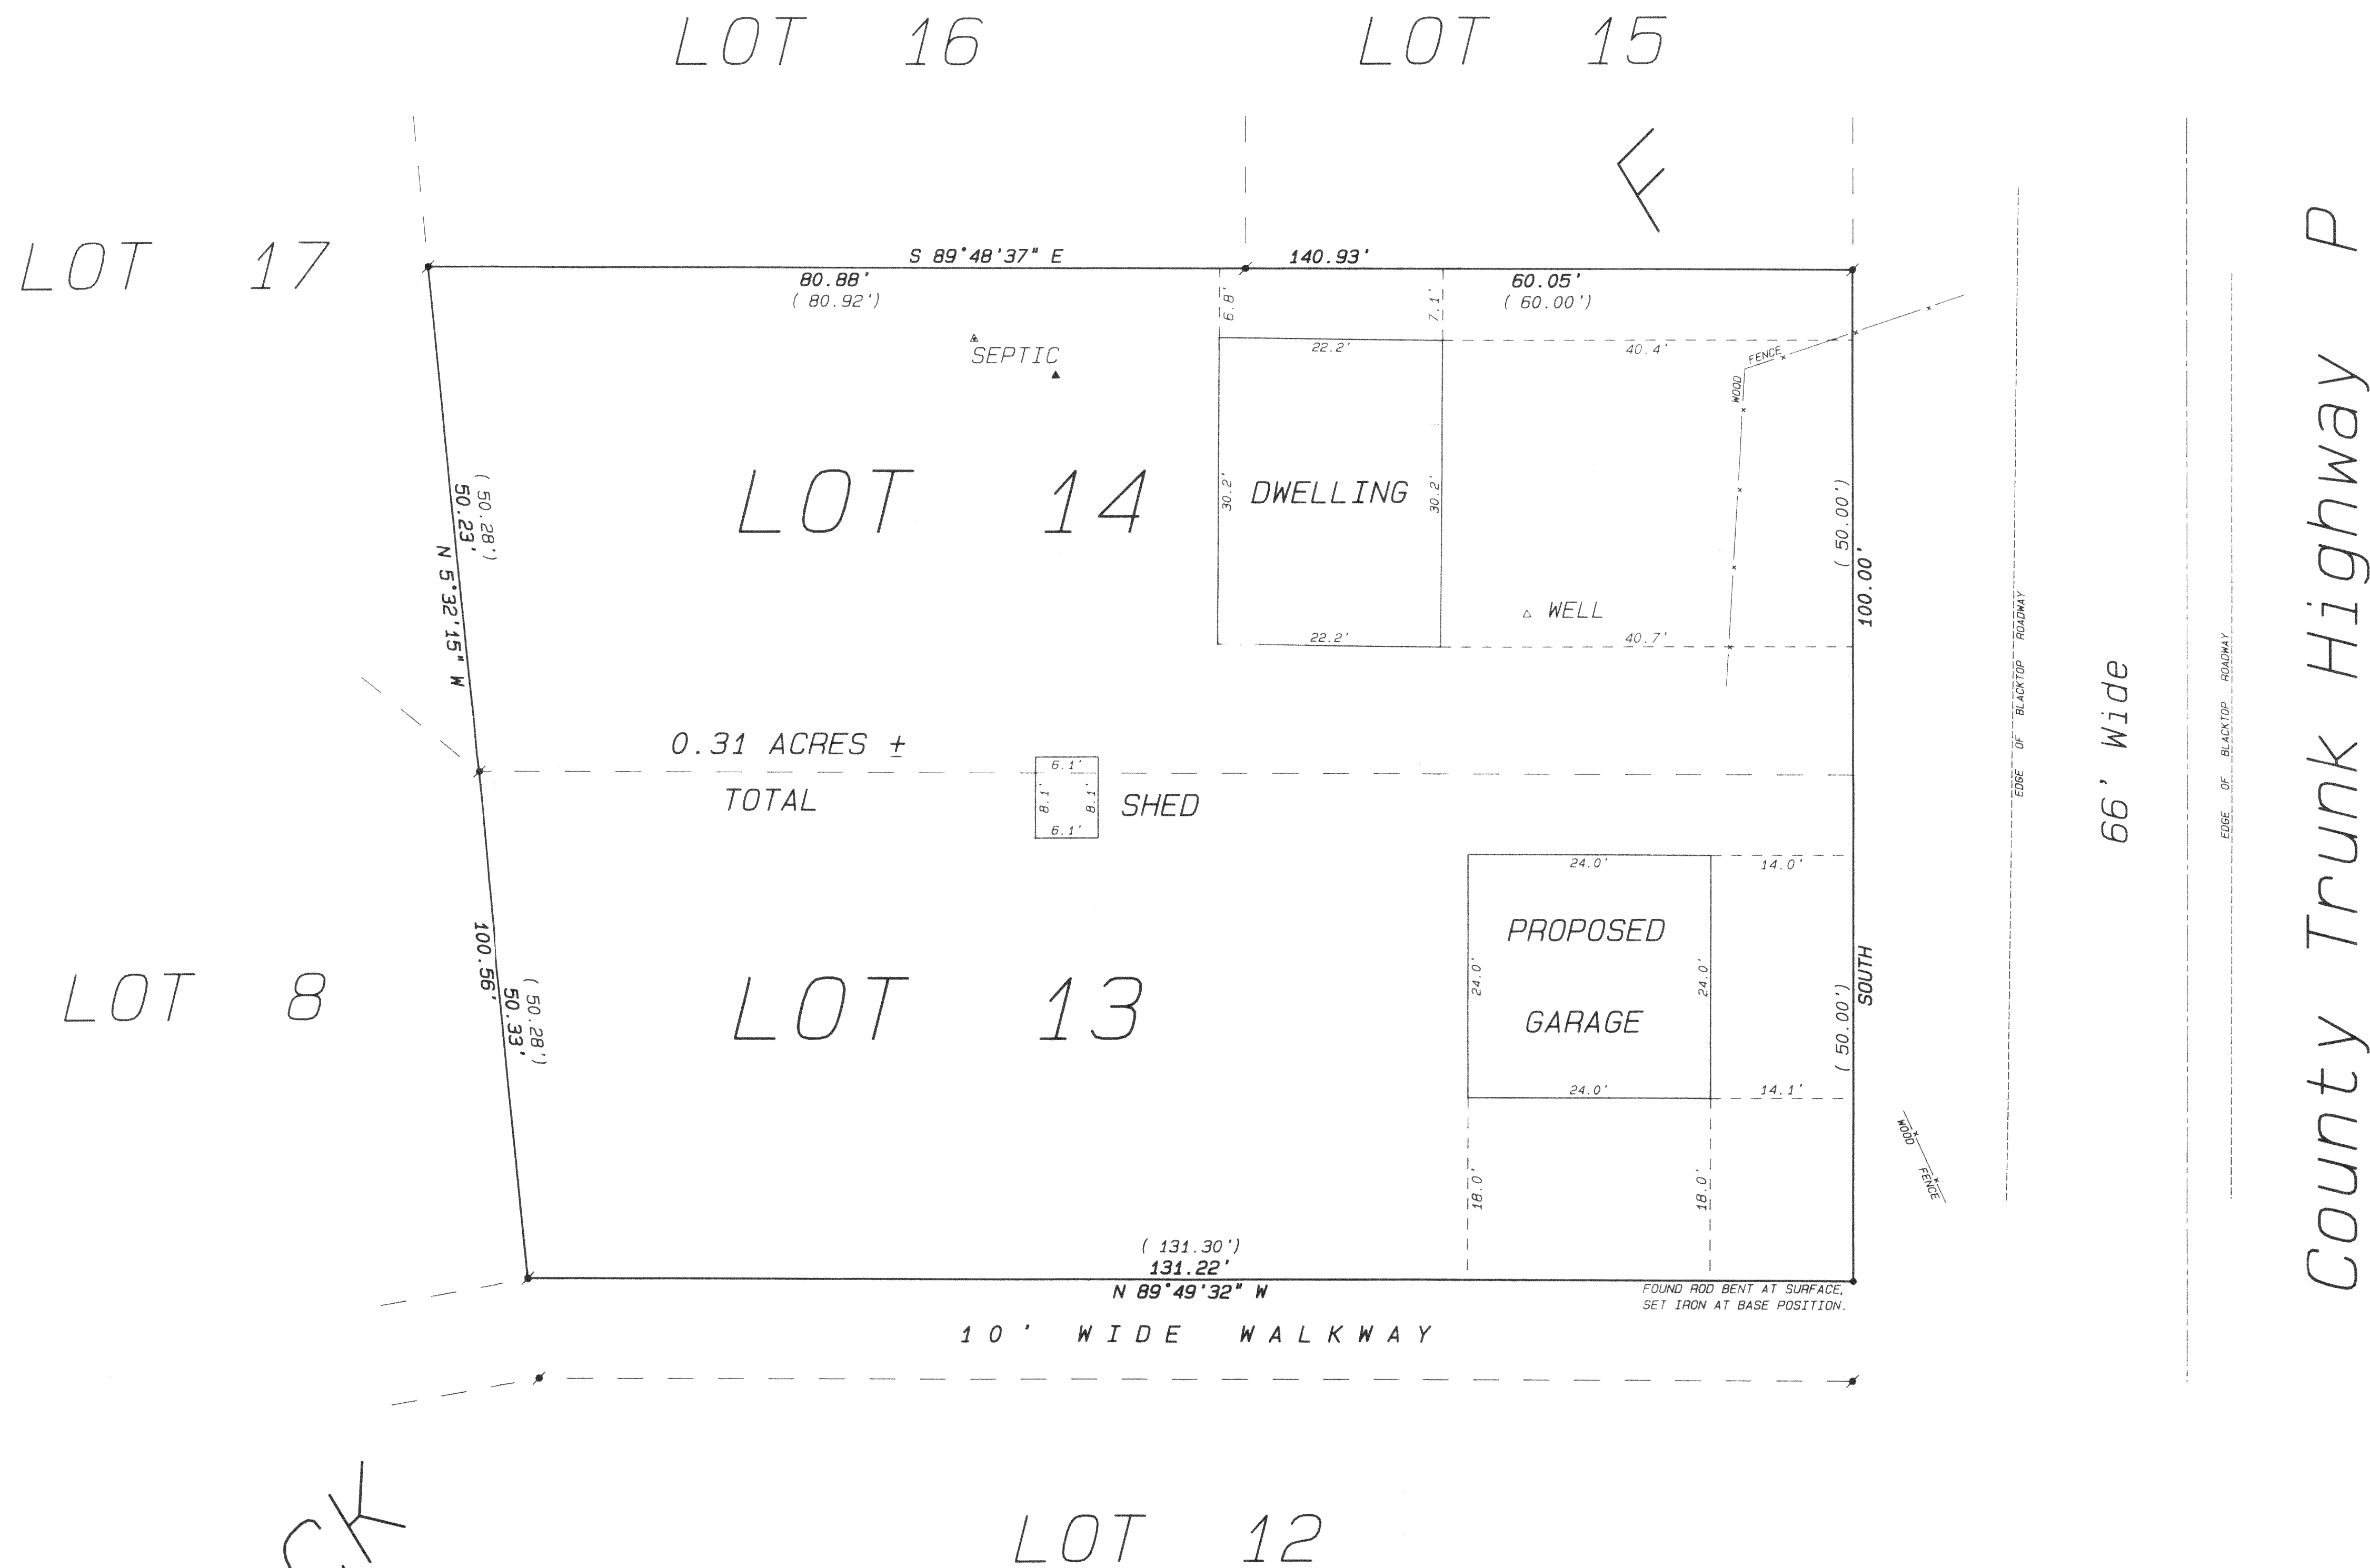 LOT 16
LOT 15
F
LOT 17
S 89°48'37" E
140.93'
80.88'
( 80.92')
60.05'
( 60.00')
6.8'
7.1'
SEPTIC
22.2'
40.4'
WOOD
FENCE
LOT 14
30.2'
DWELLING
30.2'
( 50.28')
50.23'
N 5°32'15" W
( 50.00')
100.00'
WELL
22.2'
40.7'
EDGE OF BLACKTOP ROADWAY
66' Wide
EDGE OF BLACKTOP ROADWAY
County Trunk Highway P
0.31 ACRES ±
TOTAL
6.1'
8.1'
8.1'
6.1'
SHED
24.0'
14.0'
PROPOSED
GARAGE
24.0'
24.0'
24.0'
14.1'
LOT 8
LOT 13
100.56'
( 50.28')
50.33'
( 50.00')
SOUTH
WOOD FENCE
18.0'
18.0'
( 131.30')
131.22'
N 89°49'32" W
FOUND ROD BENT AT SURFACE,
SET IRON AT BASE POSITION.
10' WIDE WALKWAY
CK
LOT 12